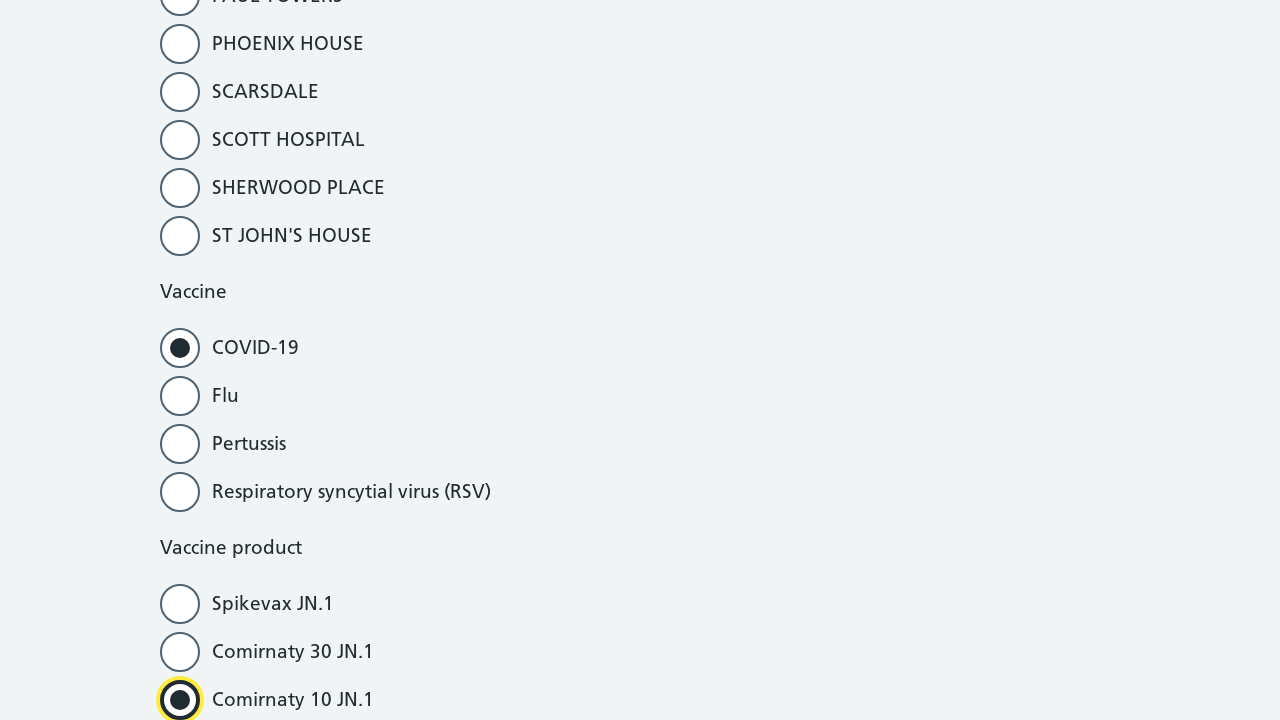 PHOENIX HOUSE
SCARSDALE
SCOTT HOSPITAL
SHERWOOD PLACE
ST JOHN'S HOUSE
Vaccine
COVID-19
Flu
Pertussis
Respiratory syncytial virus (RSV)
Vaccine product
Spikevax JN.1
Comirnaty 30 JN.1
Comirnaty 10 JN.1